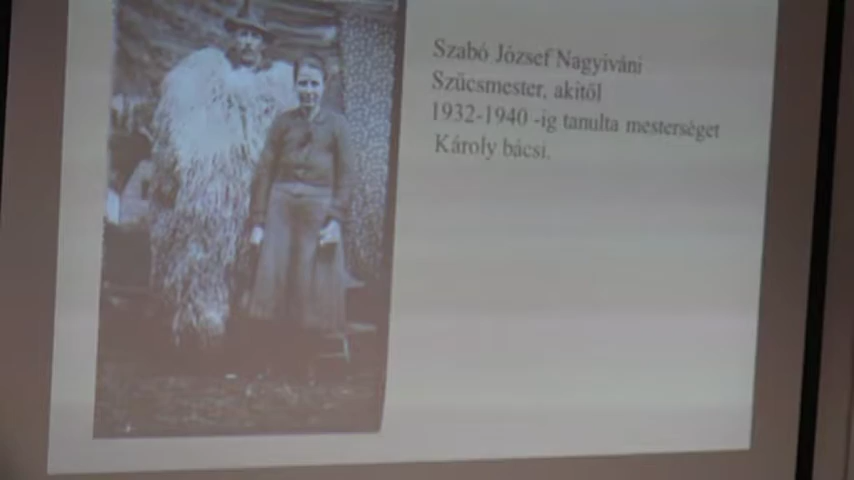 Szabó József Nagyiváni
Szűcsmester, akitől
1932-1940 -ig tanulta mesterséget
Károly bácsi.